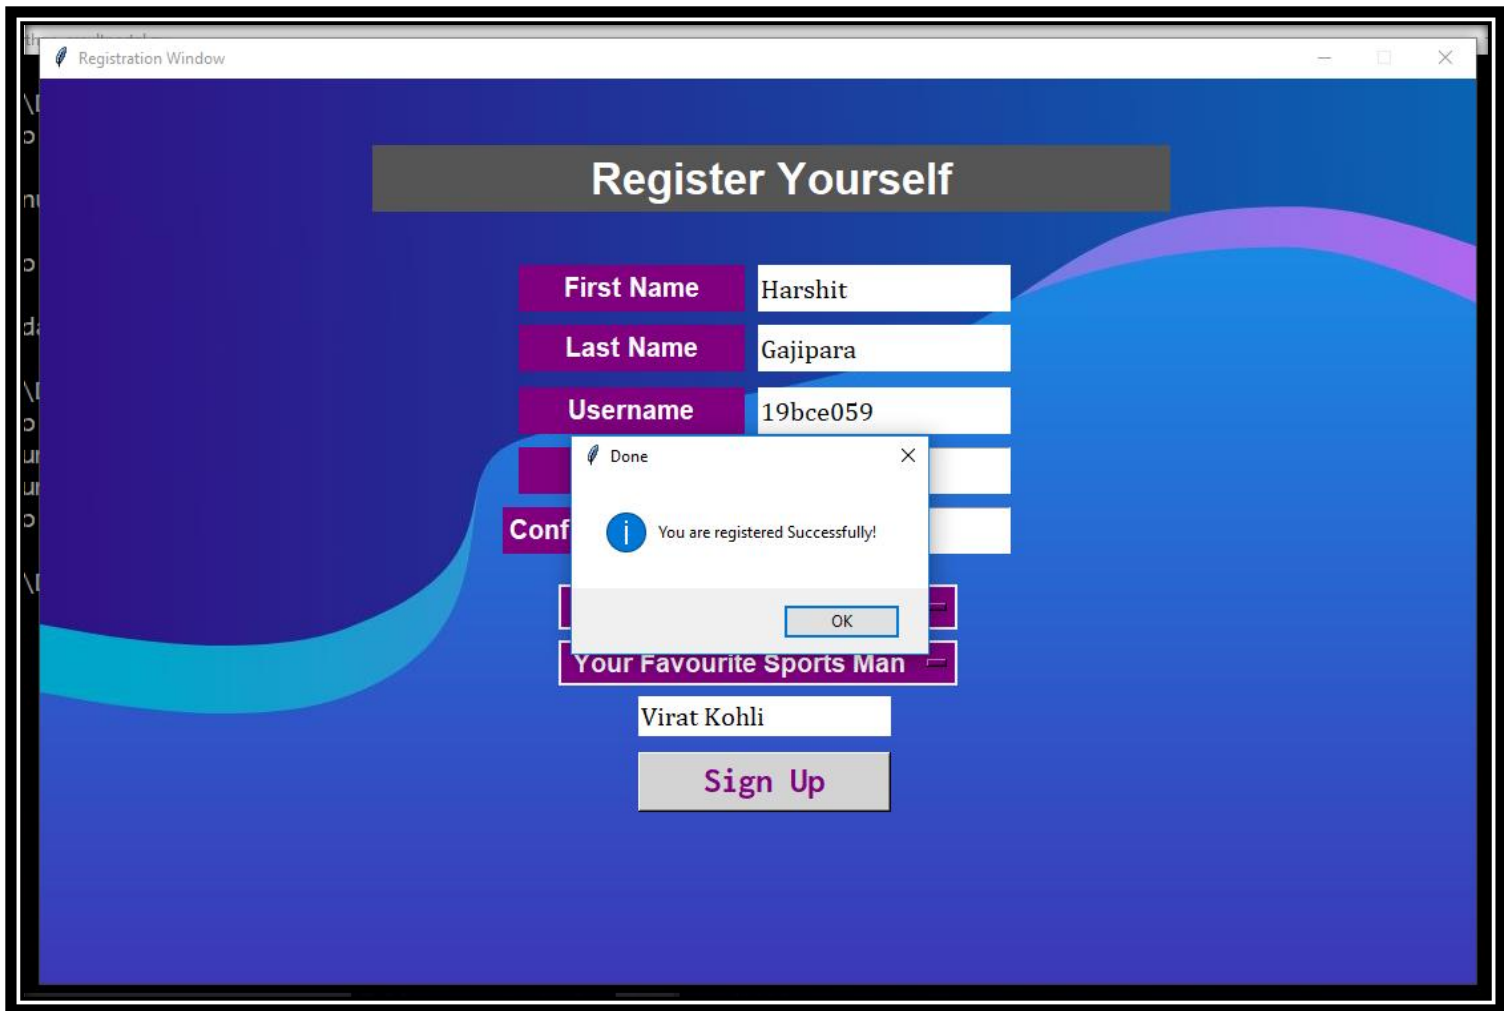 Registration Window
Register Yourself
First Name
Harshit
Last Name
Gajipara
Username
19bce059
Done
You are registered Successfully!
OK
Your Favourite Sports Man
Virat Kohli
Sign Up